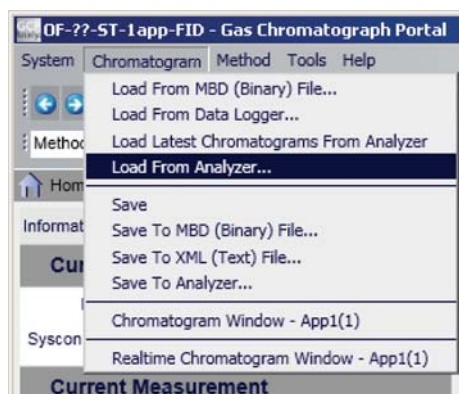 OF-??-ST-1app-FID - Gas Chromatograph Portal
System Chromatogram Method Tools Help
Load From MBD (Binary) File...
Load From Data Logger...
Load Latest Chromatograms From Analyzer
Metho
Load From Analyzer...
Hom
Save
Informat
Save To MBD (Binary) File...
Cur
Save To XML (Text) File...
Save To Analyzer...
Chromatogram Window - App1(1)
Syscon
Realtime Chromatogram Window - App1(1)
Current Measurement